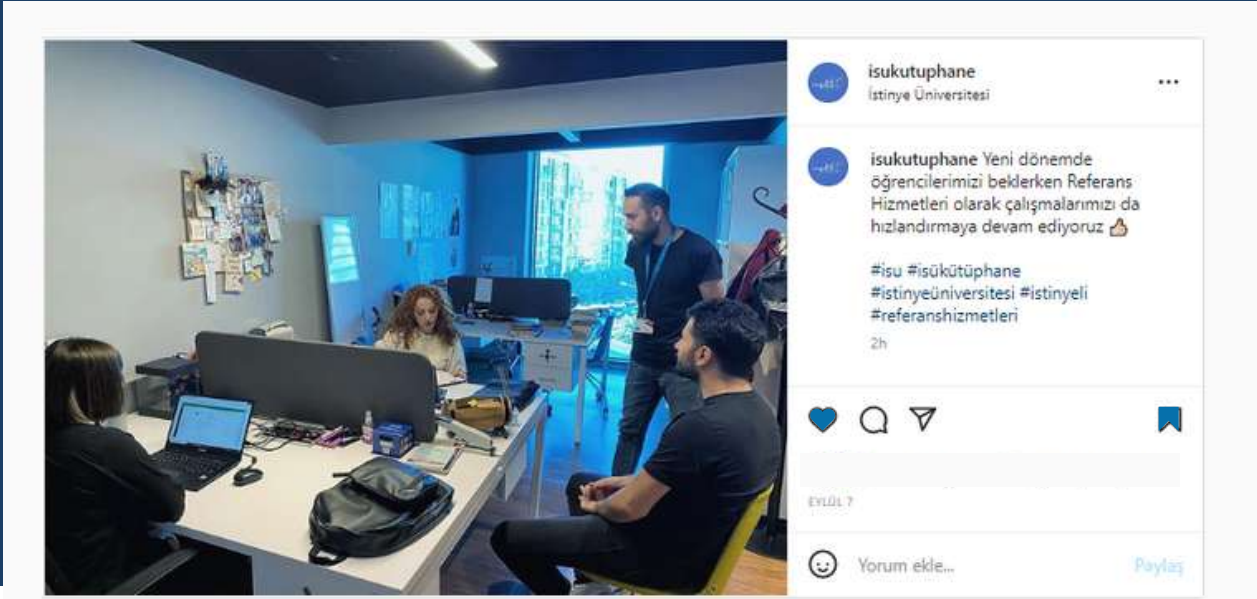 isukutuphane
İstinye Üniversitesi
isukutuphane Yeni dönemde
öğrencilerimizi beklerken Referans
Hizmetleri olarak çalışmalarımızı da
hızlandırmaya devam ediyoruz 👍
#isu #isükütüphane
#istinyeüniversitesi #istinyeli
#referanshizmetleri
2h
EYLÜL 7
Yorum ekle...
Paylaş